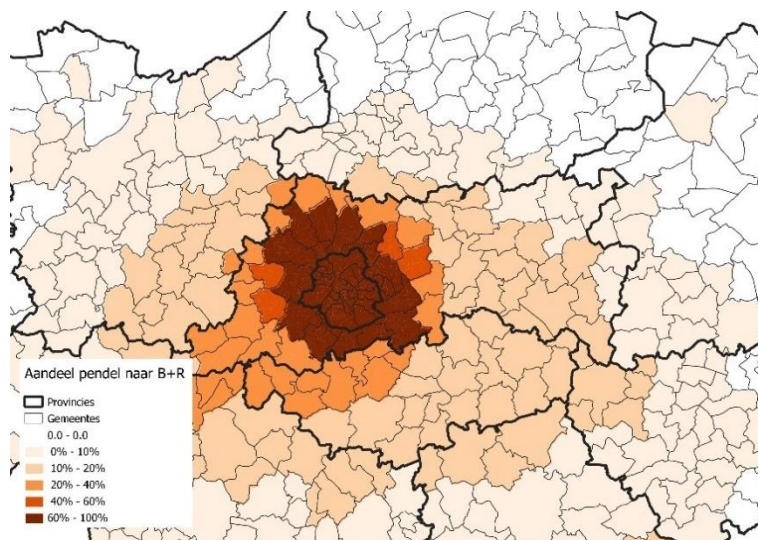 Aandeel pendel naar B+R
Provincies
Gemeentes
0.0 - 0.0
0% - 10%
10% - 20%
20% - 40%
40% - 60%
60% - 100%